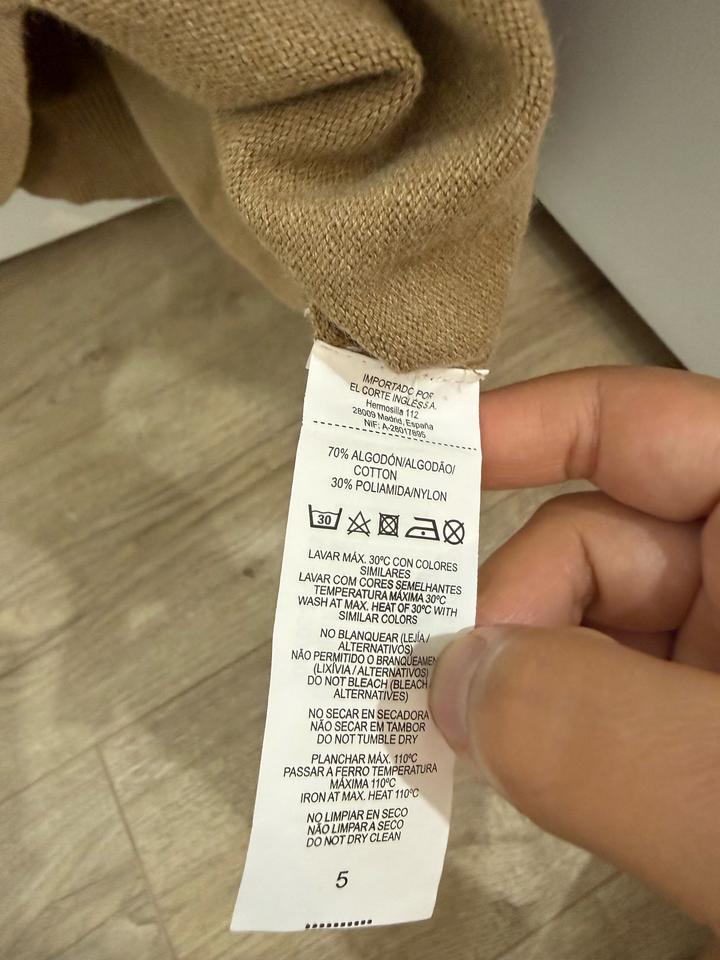 IMPORTADO POR
EL CORTE INGLÉS S.A.
Hermosilla 112
28009 Madrid, España
NIF: A-28017895
70% ALGODÓN/ALGODÃO/
COTTON
30% POLIAMIDA/NYLON
30
LAVAR MÁX. 30ºC CON COLORES
SIMILARES
LAVAR COM CORES SEMELHANTES
TEMPERATURA MÁXIMA 30ºC
WASH AT MAX. HEAT OF 30ºC WITH
SIMILAR COLORS
NO BLANQUEAR (LEJÍA /
ALTERNATIVOS)
NÃO PERMITIDO O BRANQUEAMEN
(LIXÍVIA / ALTERNATIVOS)
DO NOT BLEACH (BLEACH
ALTERNATIVES)
NO SECAR EN SECADORA
NÃO SECAR EM TAMBOR
DO NOT TUMBLE DRY
PLANCHAR MÁX. 110ºC
PASSAR A FERRO TEMPERATURA
MÁXIMA 110ºC
IRON AT MAX. HEAT 110ºC
NO LIMPIAR EN SECO
NÃO LIMPAR A SECO
DO NOT DRY CLEAN
5